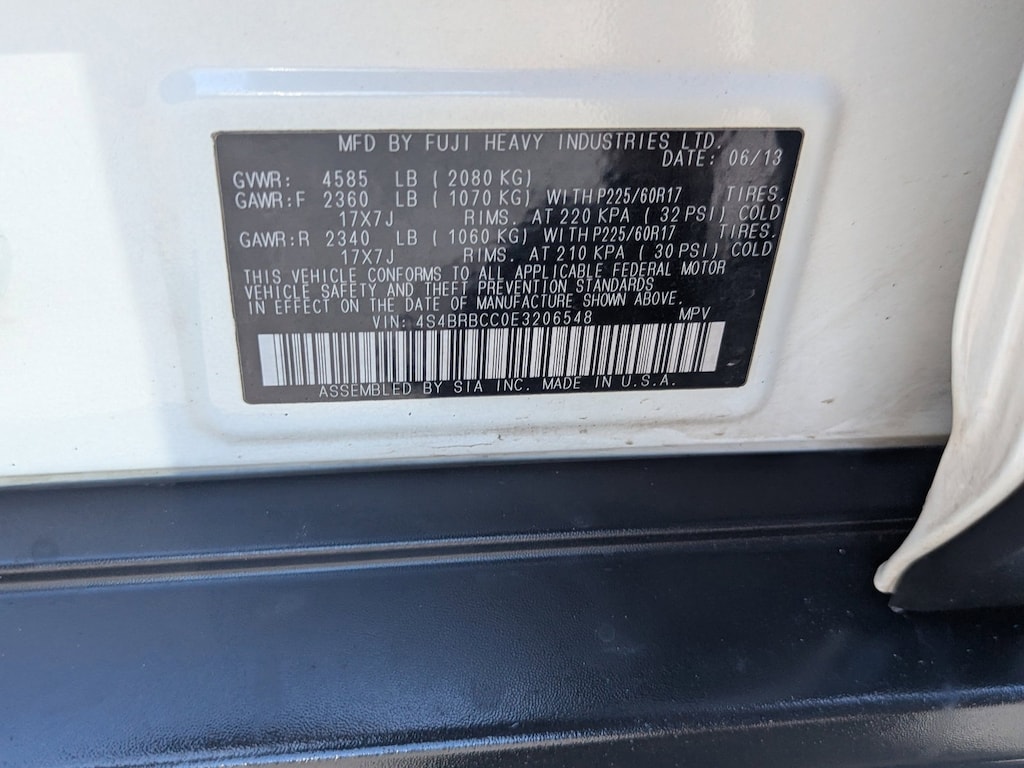 MFD BY FUJI HEAVY INDUSTRIES LTD.
DATE: 06/13
GVWR: 4585 LB ( 2080 KG)
GAWR:F 2360 LB ( 1070 KG) WITH P225/60R17 TIRES.
17X7J RIMS. AT 220 KPA ( 32 PSI) COLD
GAWR:R 2340 LB ( 1060 KG) WITH P225/60R17 TIRES.
17X7J RIMS. AT 210 KPA ( 30 PSI) COLD
THIS VEHICLE CONFORMS TO ALL APPLICABLE FEDERAL MOTOR
VEHICLE SAFETY AND THEFT PREVENTION STANDARDS
IN EFFECT ON THE DATE OF MANUFACTURE SHOWN ABOVE.
VIN: 4S4BRBCC0E3206548 MPV
ASSEMBLED BY SIA INC. MADE IN U.S.A.